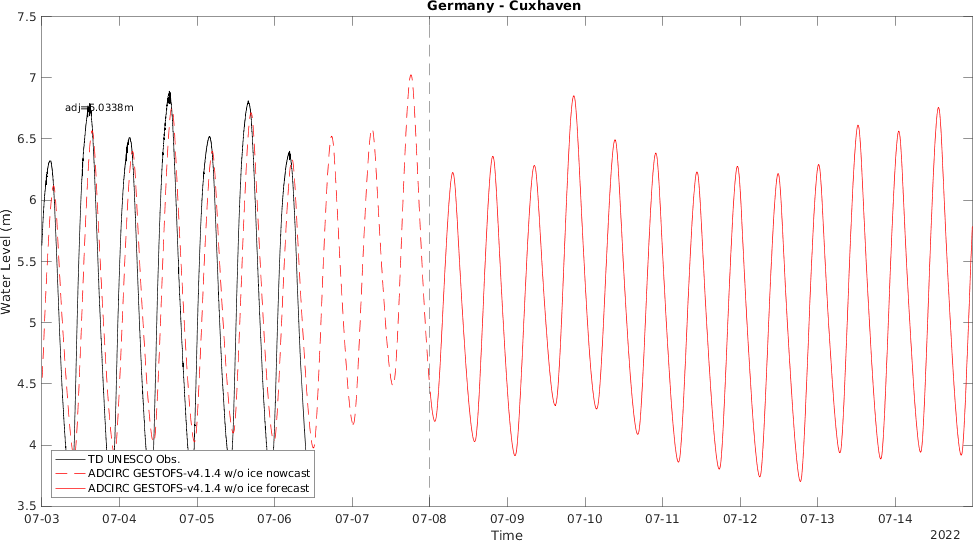 Germany - Cuxhaven
7.5
7
6.5
6
5.5
5
4.5
4
3.5
Water Level (m)
adj=5.0338m
TD UNESCO Obs.
ADCIRC GESTOFS-v4.1.4 w/o ice nowcast
ADCIRC GESTOFS-v4.1.4 w/o ice forecast
07-03 07-04 07-05 07-06 07-07 07-08 07-09 07-10 07-11 07-12 07-13 07-14
Time
2022